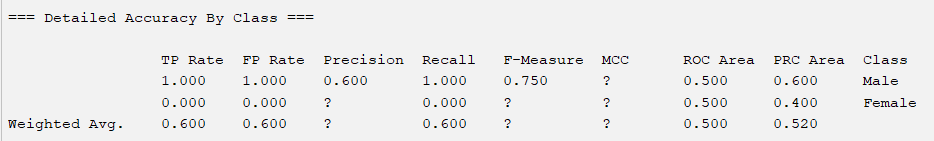 === Detailed Accuracy By Class ===
TP Rate FP Rate Precision Recall F-Measure MCC ROC Area PRC Area Class
1.000 1.000 0.600 1.000 0.750 ? 0.500 0.600 Male
0.000 0.000 ? 0.000 ? ? 0.500 0.400 Female
Weighted Avg. 0.600 0.600 ? 0.600 ? ? 0.500 0.520